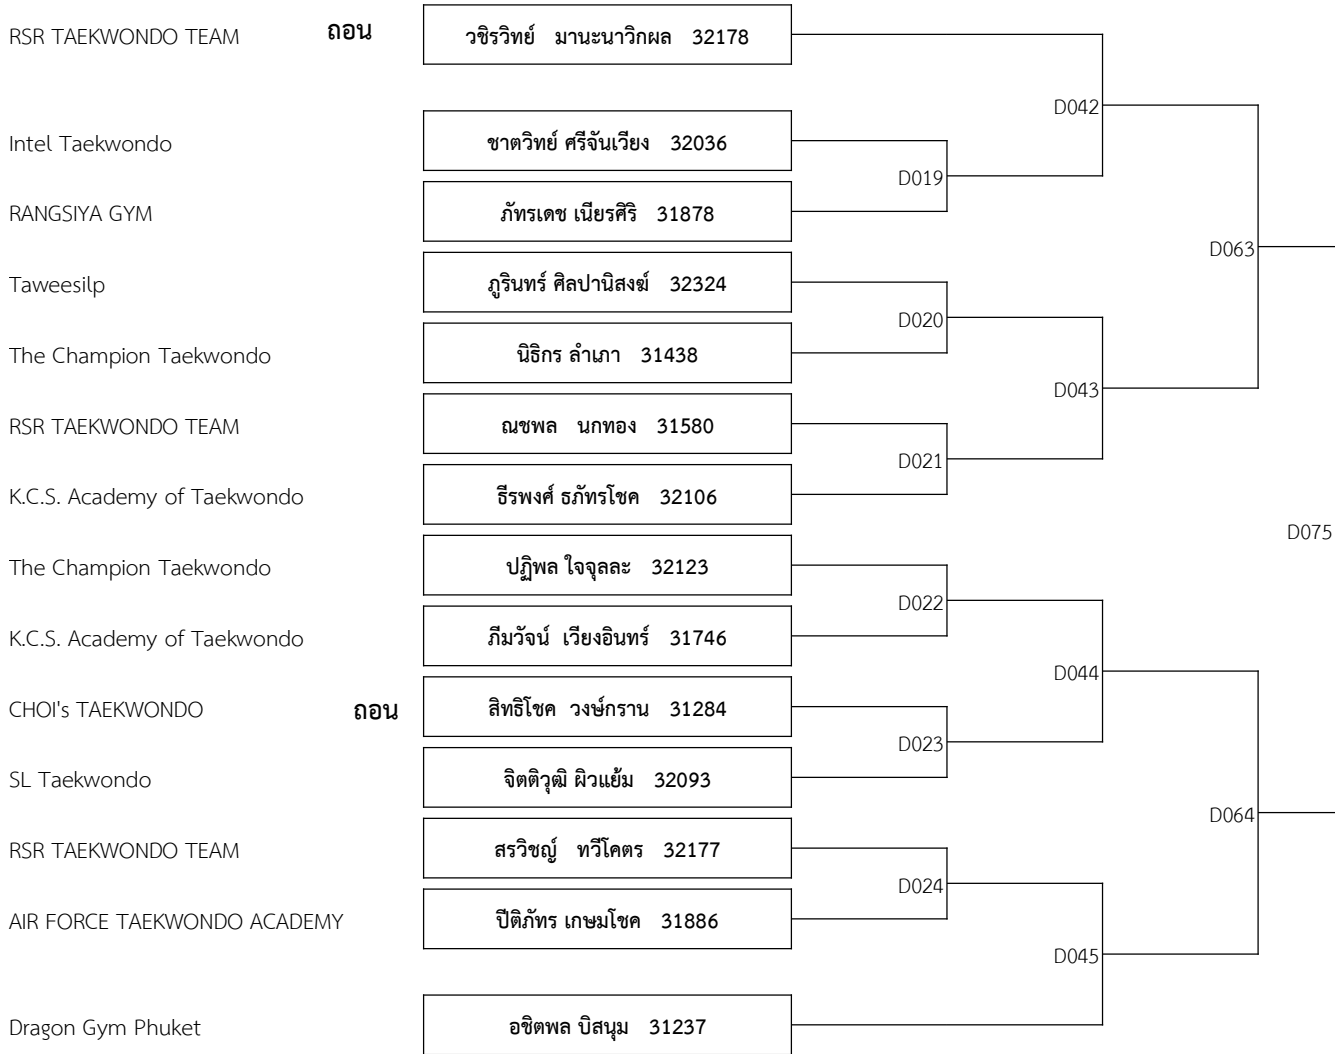 RSR TAEKWONDO TEAM ถอน วชิรวิทย์ มานะนาวิกผล 32178
D042
Intel Taekwondo ชาตวิทย์ ศรีจันเวียง 32036
D019
RANGSIYA GYM ภัทรเดช เนียรศิริ 31878
D063
Taweesilp ภูรินทร์ ศิลปานิสงฆ์ 32324
D020
The Champion Taekwondo นิธิกร ลำเภา 31438
D043
RSR TAEKWONDO TEAM ณชพล นกทอง 31580
D021
K.C.S. Academy of Taekwondo ธีรพงศ์ ธภัทรโชค 32106
D075
The Champion Taekwondo ปฏิพล ใจจุลละ 32123
D022
K.C.S. Academy of Taekwondo ภีมวัจน์ เวียงอินทร์ 31746
D044
CHOI's TAEKWONDO ถอน สิทธิโชค วงษ์กราน 31284
D023
SL Taekwondo จิตติวุฒิ ผิวแย้ม 32093
D064
RSR TAEKWONDO TEAM สรวิชญ์ ทวีโคตร 32177
D024
AIR FORCE TAEKWONDO ACADEMY ปีติภัทร เกษมโชค 31886
D045
Dragon Gym Phuket อชิตพล บิสนุม 31237